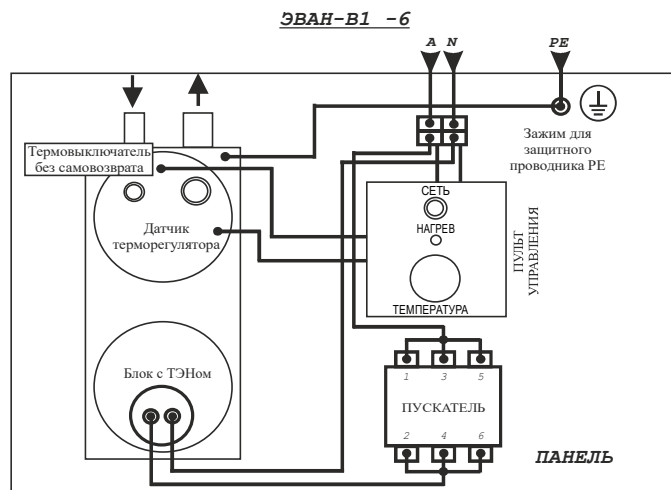 ЭВАН-В1 -6
A N PE
Термовыключатель
без самовозврата
Зажим для
защитного
проводника PE
СЕТЬ
НАГРЕВ
ТЕМПЕРАТУРА
ПУЛЬТ
УПРАВЛЕНИЯ
Датчик
терморегулятора
Блок с ТЭНом
1 3 5
ПУСКАТЕЛЬ
2 4 6
ПАНЕЛЬ